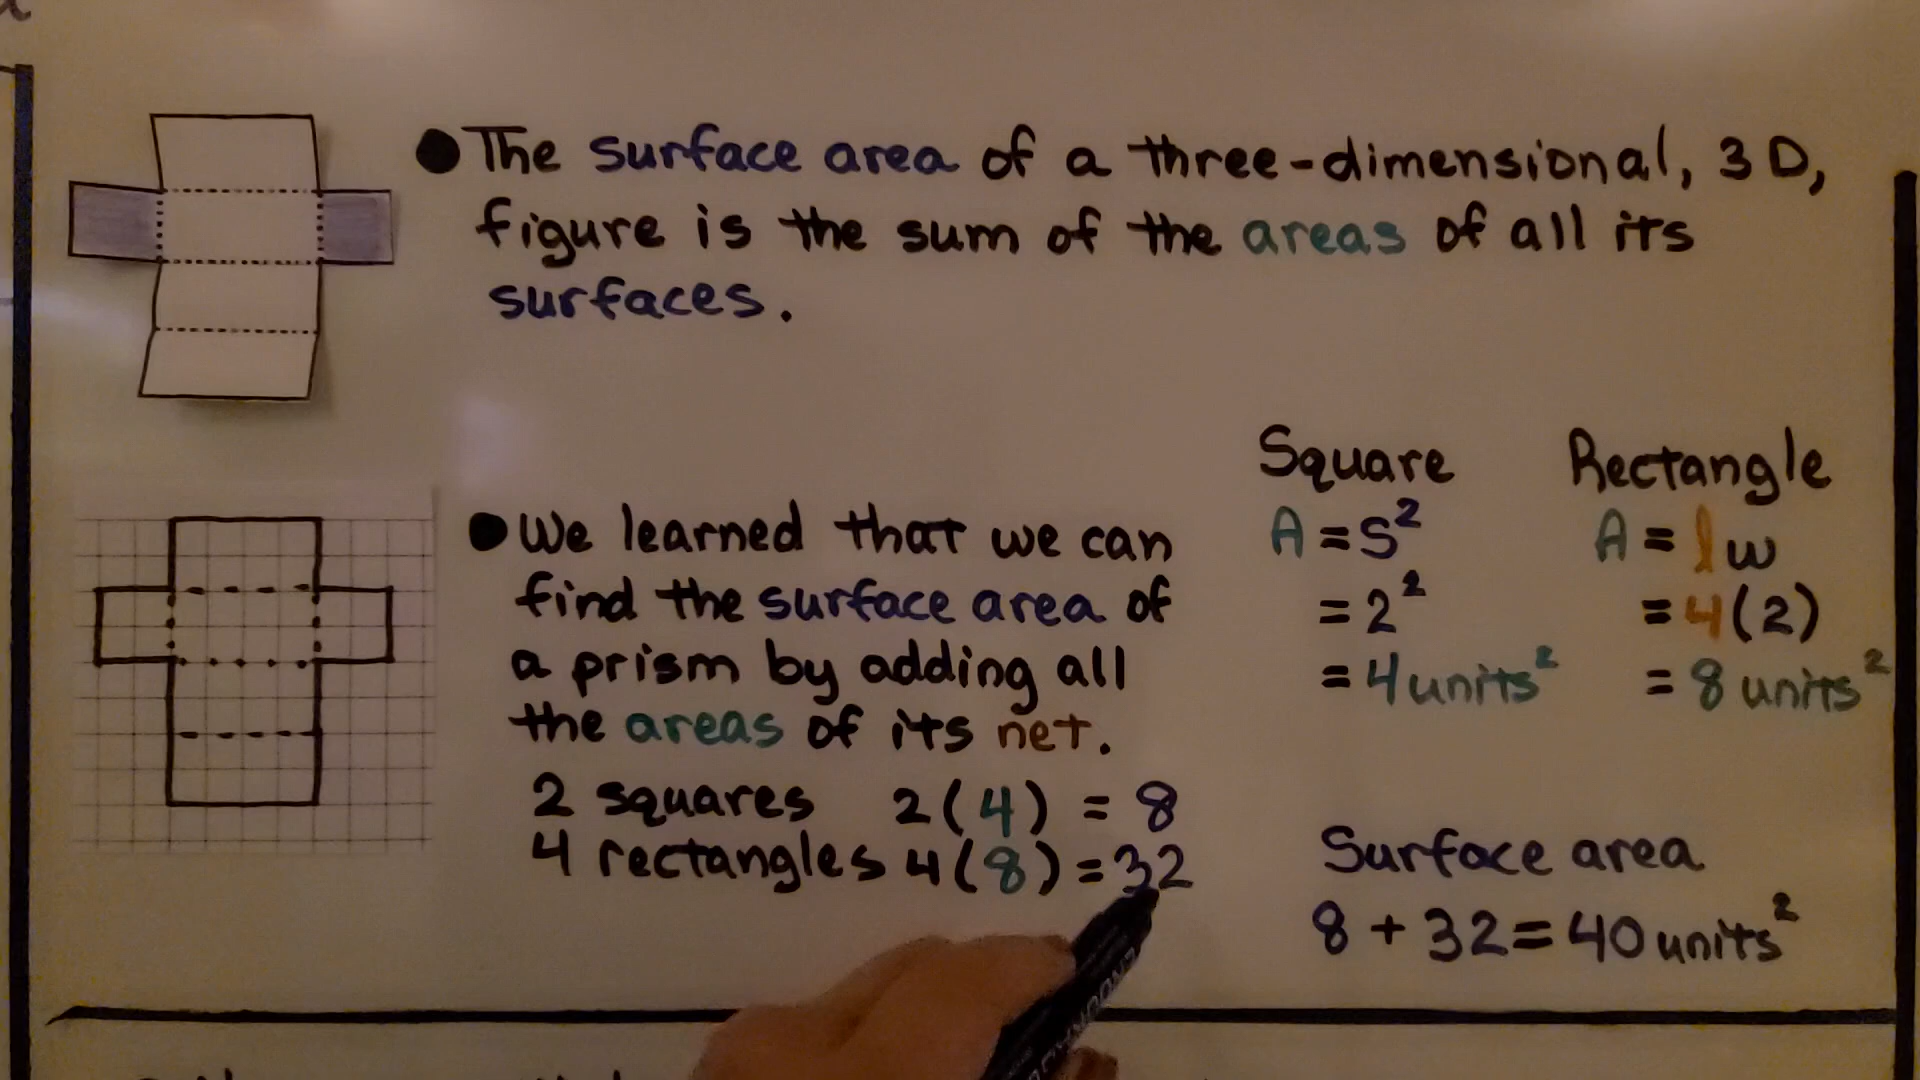 ● The surface area of a three-dimensional, 3D,
figure is the sum of the areas of all its
surfaces.
● We learned that we can
find the surface area of
a prism by adding all
the areas of its net.
2 squares 2(4) = 8
4 rectangles 4(8) = 32
Square
A = s²
= 2²
= 4 units²
Rectangle
A = lw
= 4(2)
= 8 units²
Surface area
8 + 32 = 40 units²